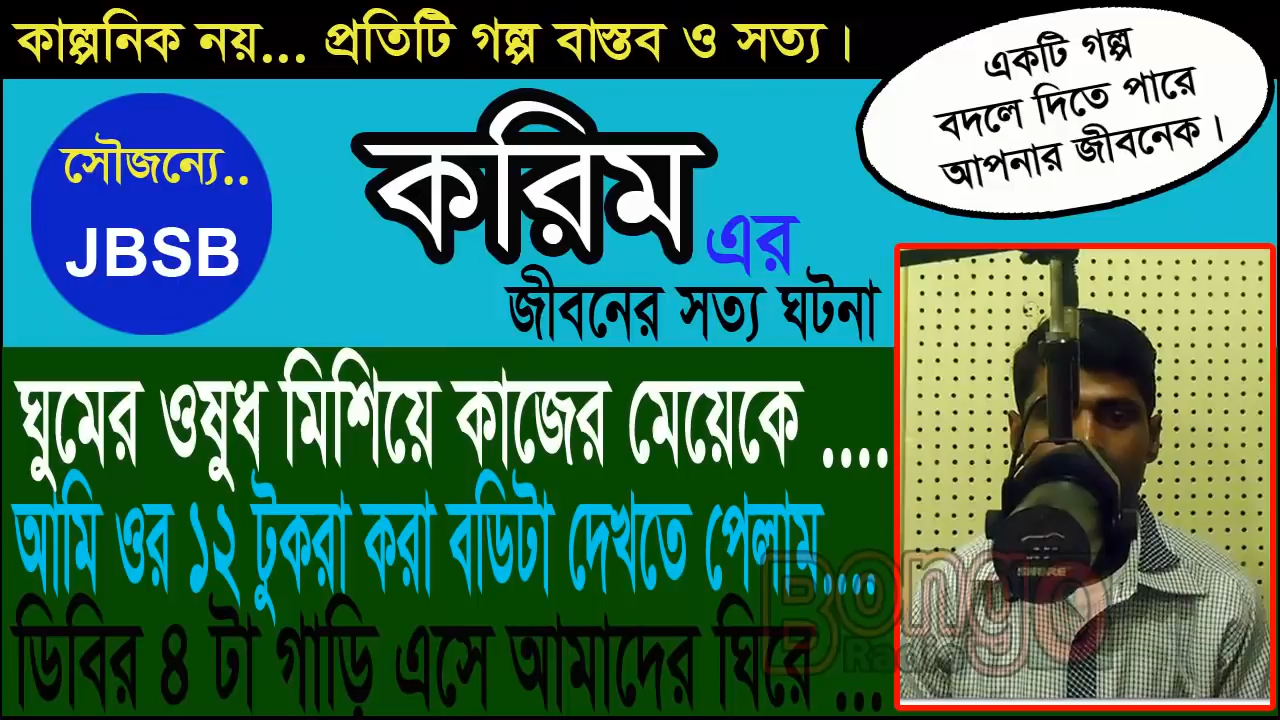 কাল্পনিক নয়... প্রতিটি গল্প বাস্তব ও সত্য।
একটি গল্প
বদলে দিতে পারে
আপনার জীবনেক।
সৌজন্যে..
JBSB
করিম
এর
জীবনের সত্য ঘটনা
ঘুমের ওষুধ মিশিয়ে কাজের মেয়েকে ....
আমি ওর ১২ টুকরা করা বডিটা দেখতে পেলাম....
ডিবির ৪ টা গাড়ি এসে আমাদের ঘিরে ...
SHURE
Bongo